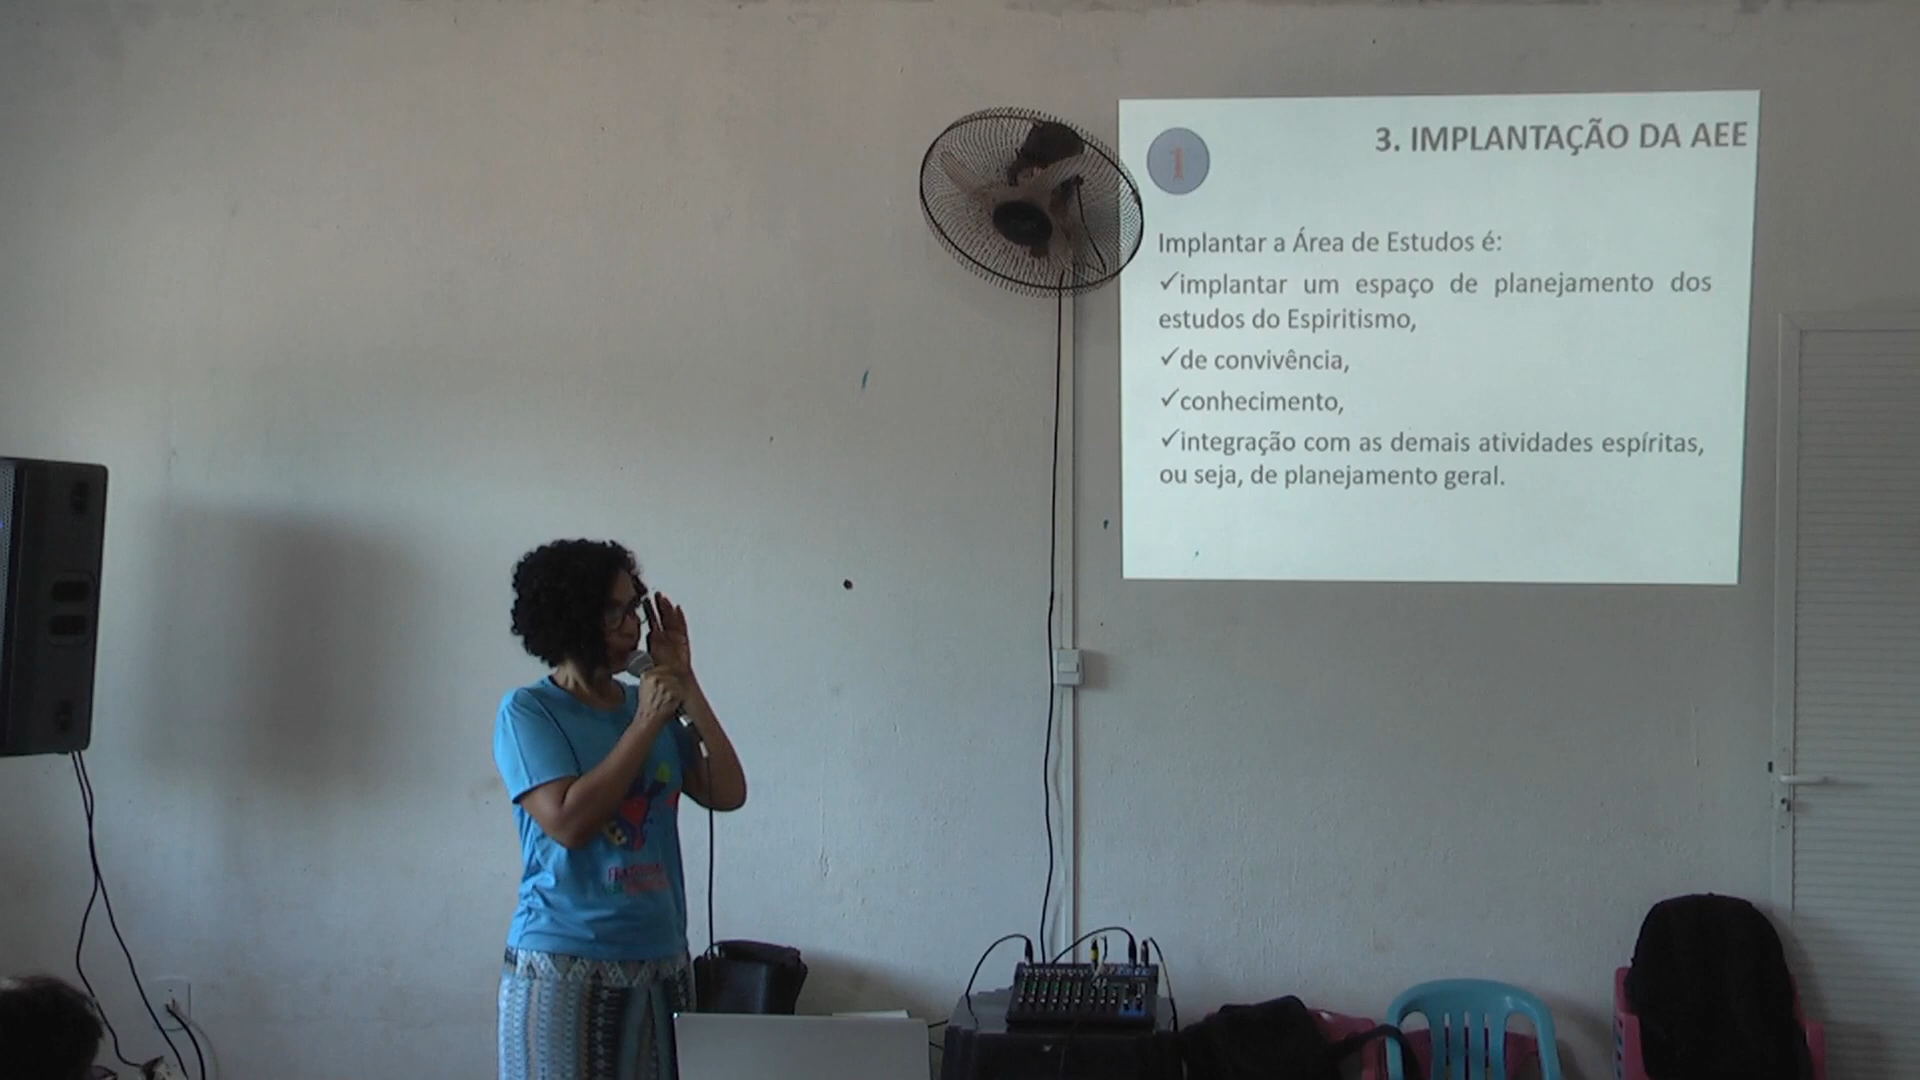 1
3. IMPLANTAÇÃO DA AEE
Implantar a Área de Estudos é:
✓implantar um espaço de planejamento dos
estudos do Espiritismo,
✓de convivência,
✓conhecimento,
✓integração com as demais atividades espíritas,
ou seja, de planejamento geral.